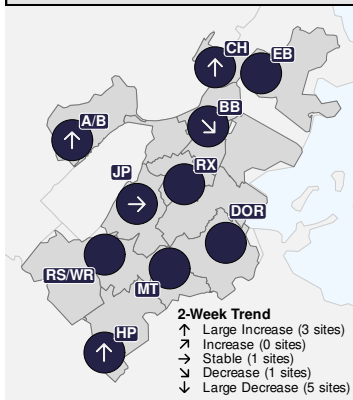 CH
EB
BB
A/B
RX
JP
DOR
RS/WR
MT
HP
2-Week Trend
↑ Large Increase (3 sites)
↗ Increase (0 sites)
→ Stable (1 sites)
↘ Decrease (1 sites)
↓ Large Decrease (5 sites)